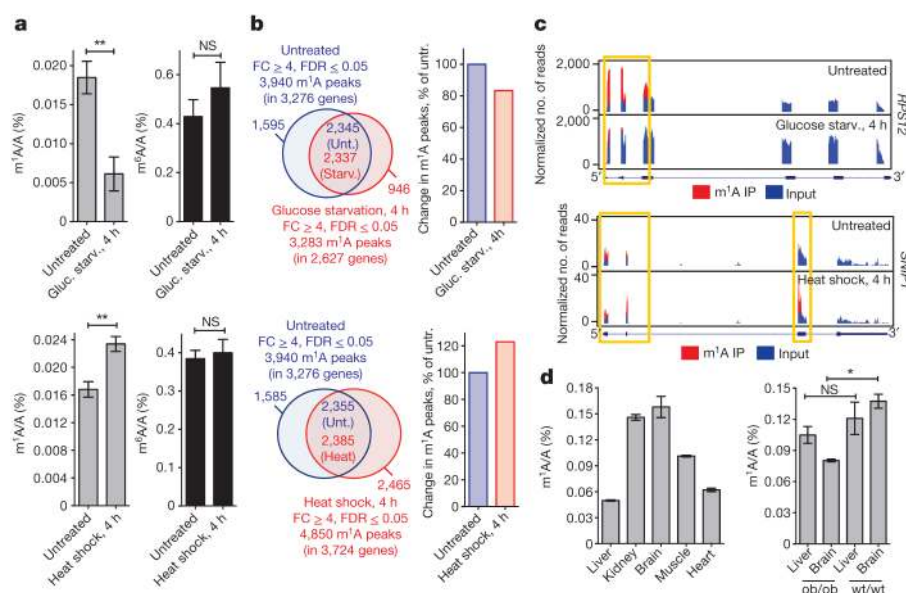 a
**
0.020
0.015
0.010
0.005
0
m¹A/A (%)
Untreated
Gluc. starv., 4 h
NS
0.6
0.4
0.2
0
m⁶A/A (%)
Untreated
Gluc. starv., 4 h
**
0.024
0.020
0.016
0.012
0.008
0.004
0
m¹A/A (%)
Untreated
Heat shock, 4 h
NS
0.4
0.2
0
m⁶A/A (%)
Untreated
Heat shock, 4 h
b
Untreated
FC ≥ 4, FDR ≤ 0.05
3,940 m¹A peaks
(in 3,276 genes)
1,595
2,345
(Unt.)
2,337
(Starv.)
946
Glucose starvation, 4 h
FC ≥ 4, FDR ≤ 0.05
3,283 m¹A peaks
(in 2,627 genes)
Change in m¹A peaks, % of untr.
100
80
60
40
20
0
Untreated
Gluc. starv., 4h
Untreated
FC ≥ 4, FDR ≤ 0.05
3,940 m¹A peaks
(in 3,276 genes)
1,585
2,355
(Unt.)
2,385
(Heat)
2,465
Heat shock, 4 h
FC ≥ 4, FDR ≤ 0.05
4,850 m¹A peaks
(in 3,724 genes)
Change in m¹A peaks, % of untr.
120
100
80
60
40
20
0
Untreated
Heat shock, 4 h
c
Normalized no. of reads
2,000
0
2,000
0
Untreated
Glucose starv., 4 h
RPS12
5′
3′
m¹A IP
Input
Normalized no. of reads
40
0
40
0
Untreated
Heat shock, 4 h
SNIP1
5′
3′
m¹A IP
Input
d
m¹A/A (%)
0.18
0.15
0.12
0.09
0.06
0.03
0
Liver
Kidney
Brain
Muscle
Heart
*
NS
m¹A/A (%)
0.15
0.12
0.09
0.06
0.03
0
Liver
Brain
Liver
Brain
ob/ob
wt/wt